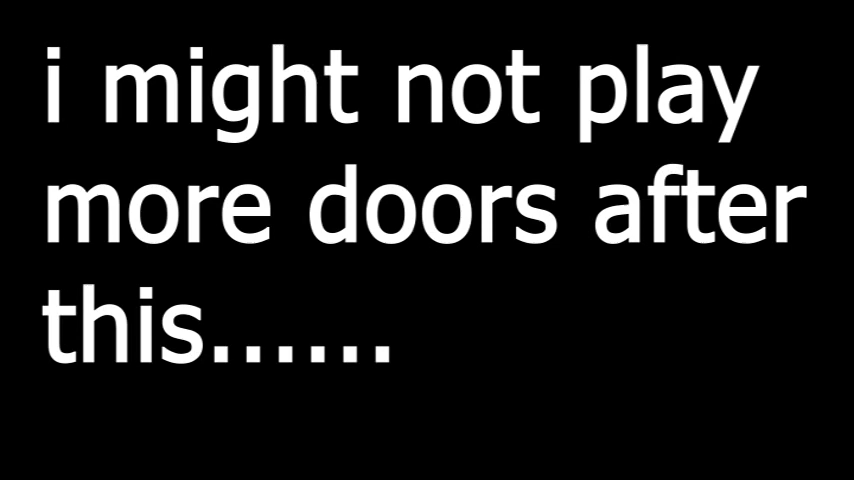 i might not play
more doors after
this......